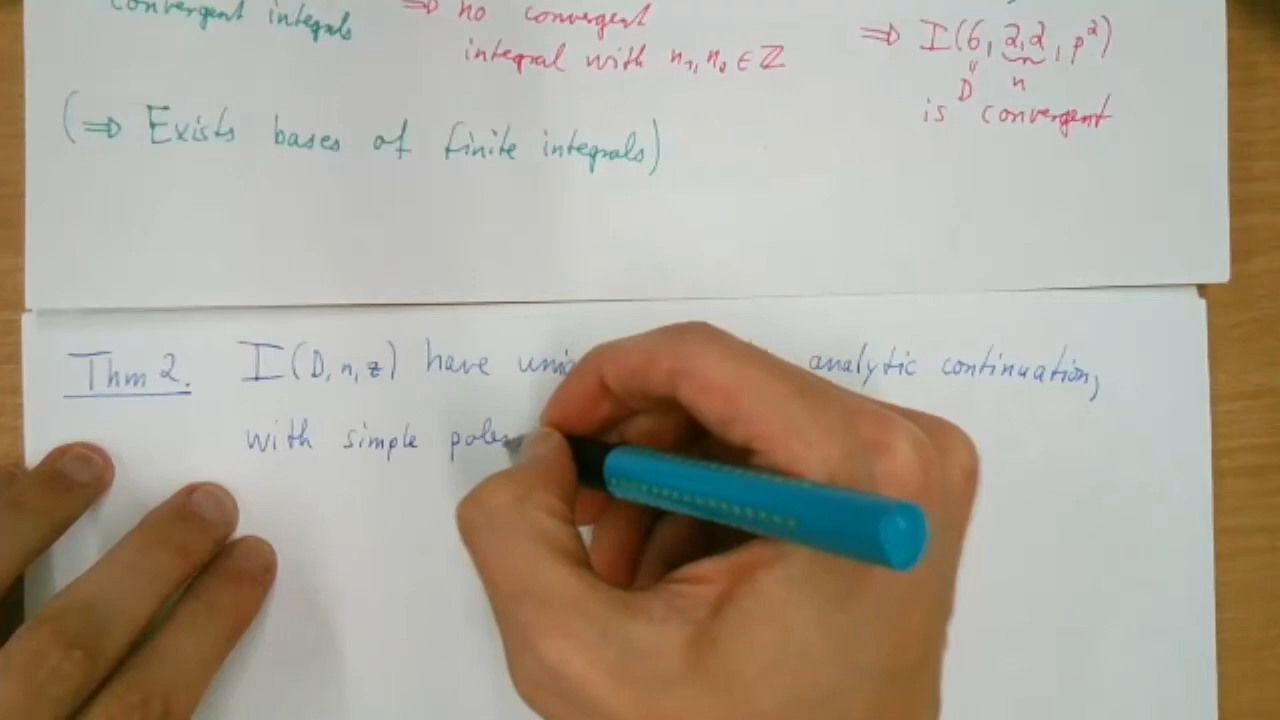 convergent integrals
⇒ no convergent
integral with n₁, n₂ ∈ ℤ
⇒ I(6, 2,2, p²)
D n
is convergent
(⇒ Exists bases of finite integrals)
Thm 2. I(D, n, z) have analytic continuation,
with simple poles